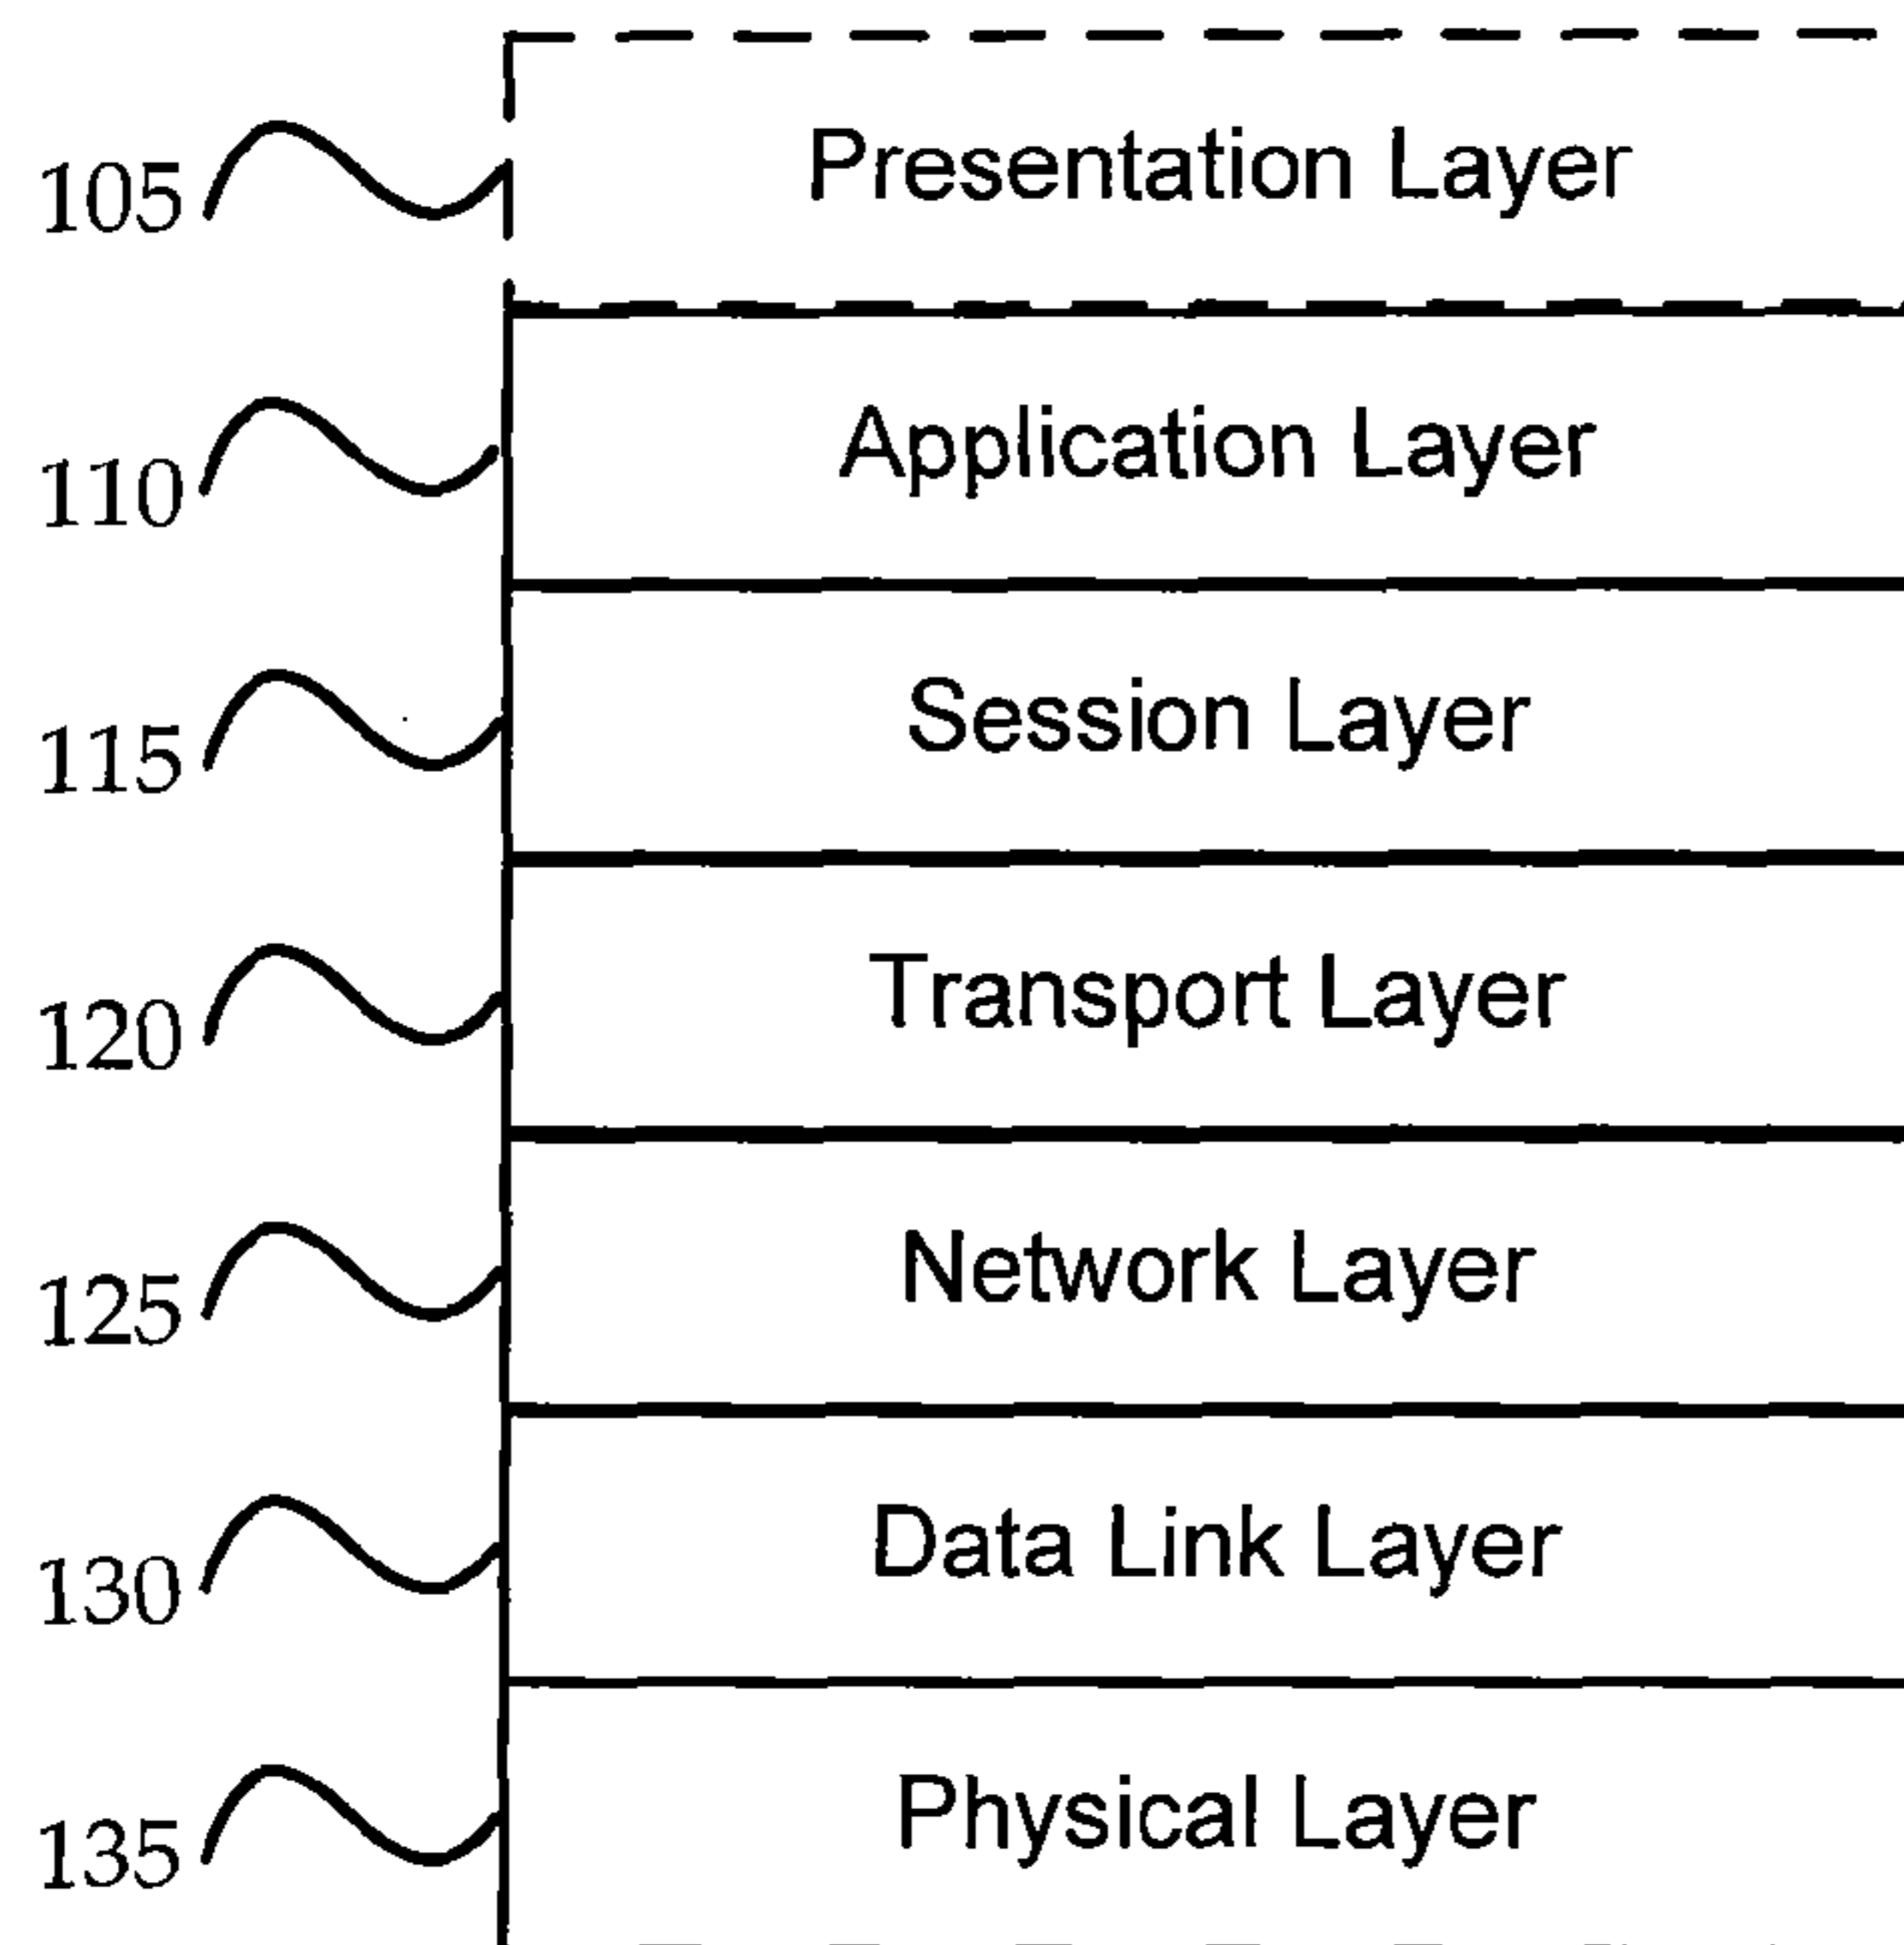 105 Presentation Layer
110 Application Layer
115 Session Layer
120 Transport Layer
125 Network Layer
130 Data Link Layer
135 Physical Layer